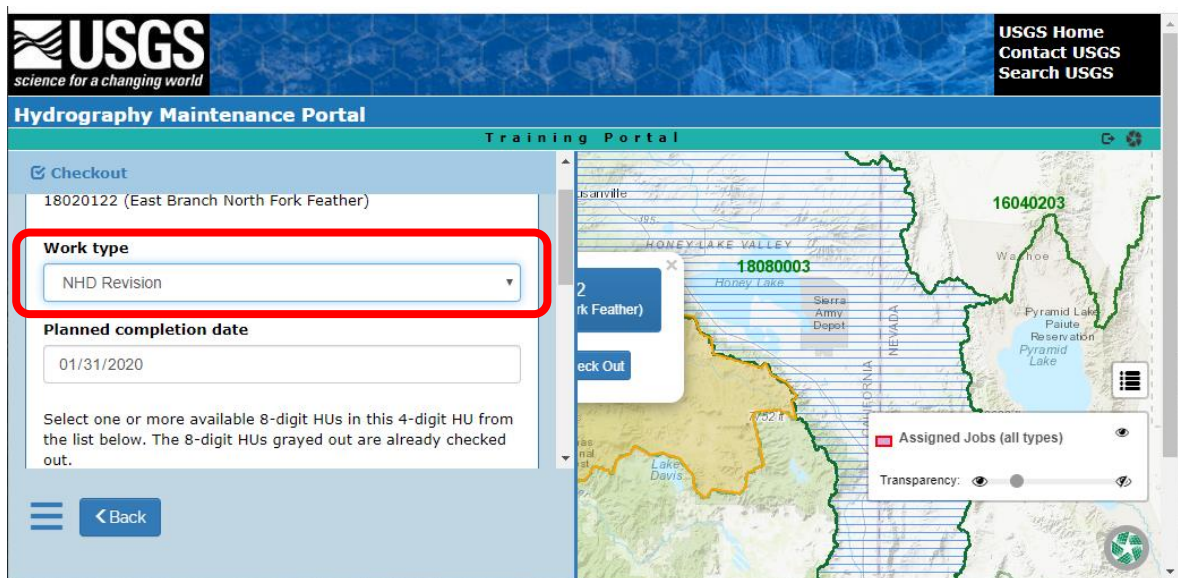 USGS
science for a changing world
USGS Home
Contact USGS
Search USGS
Hydrography Maintenance Portal
Training Portal
Checkout
18020122 (East Branch North Fork Feather)
Work type
NHD Revision
Planned completion date
01/31/2020
Select one or more available 8-digit HUs in this 4-digit HU from
the list below. The 8-digit HUs grayed out are already checked
out.
Back
usanville
395
HONEY LAKE VALLEY
18080003
Honey Lake
Sierra
Army
Depot
NEVADA
2
rk Feather)
eck Out
16040203
Washoe
Pyramid Lake
Paiute
Reservation
Pyramid
Lake
752 ft
Lake
Davis
Assigned Jobs (all types)
Transparency: